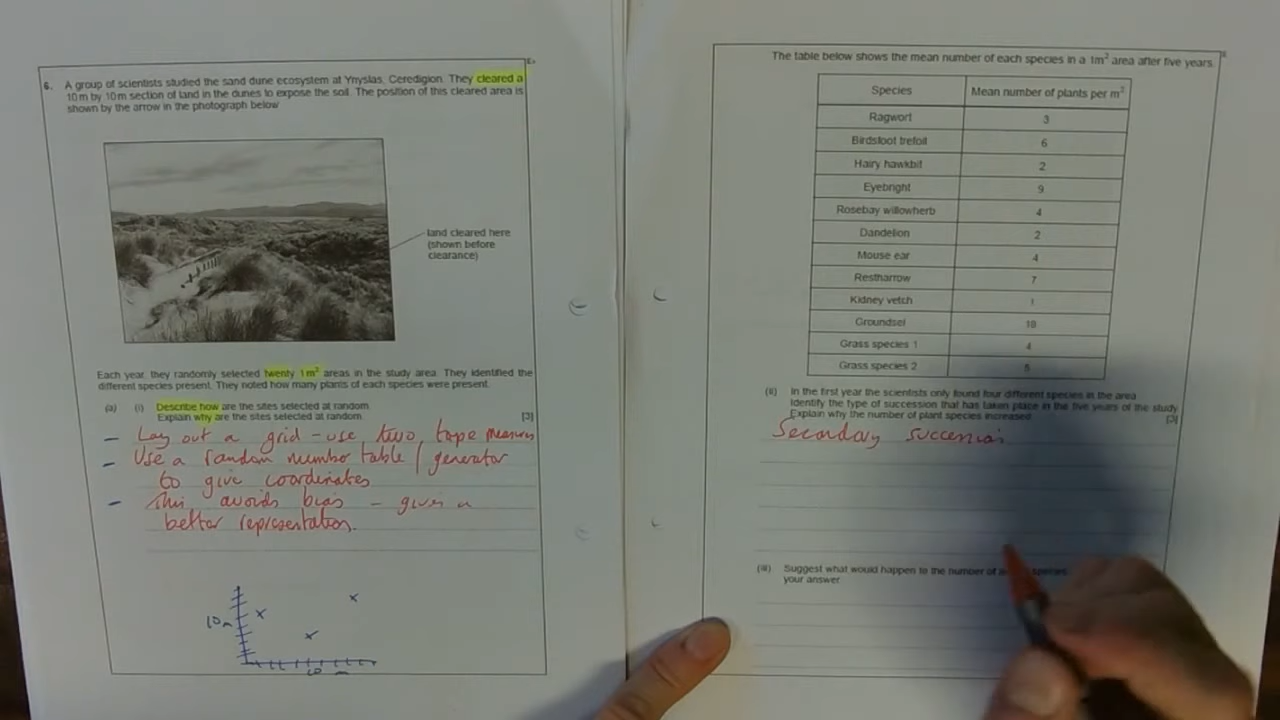 6. A group of scientists studied the sand dune ecosystem at Ynyslas, Ceredigion. They cleared a
10m by 10m section of land in the dunes to expose the soil. The position of this cleared area is
shown by the arrow in the photograph below
land cleared here
(shown before
clearance)
Each year, they randomly selected twenty 1m² areas in the study area. They identified the
different species present. They noted how many plants of each species were present.
(a) (i) Describe how are the sites selected at random.
Explain why are the sites selected at random. [3]
– Lay out a grid – use two tape measures
– Use a random number table / generator
to give coordinates
– This avoids bias – gives a
better representation.
10m
10 m
The table below shows the mean number of each species in a 1m² area after five years.
Species Mean number of plants per m²
Ragwort 3
Birdsfoot trefoil 6
Hairy hawkbit 2
Eyebright 9
Rosebay willowherb 4
Dandelion 2
Mouse ear 4
Restharrow 7
Kidney vetch 1
Groundsel
Grass species 1 4
Grass species 2 5
(ii) In the first year the scientists only found four different species in the area
Identify the type of succession that has taken place in the five years of the study
Explain why the number of plant species increased. [3]
Secondary succession
(iii) Suggest what would happen to the number of species
your answer